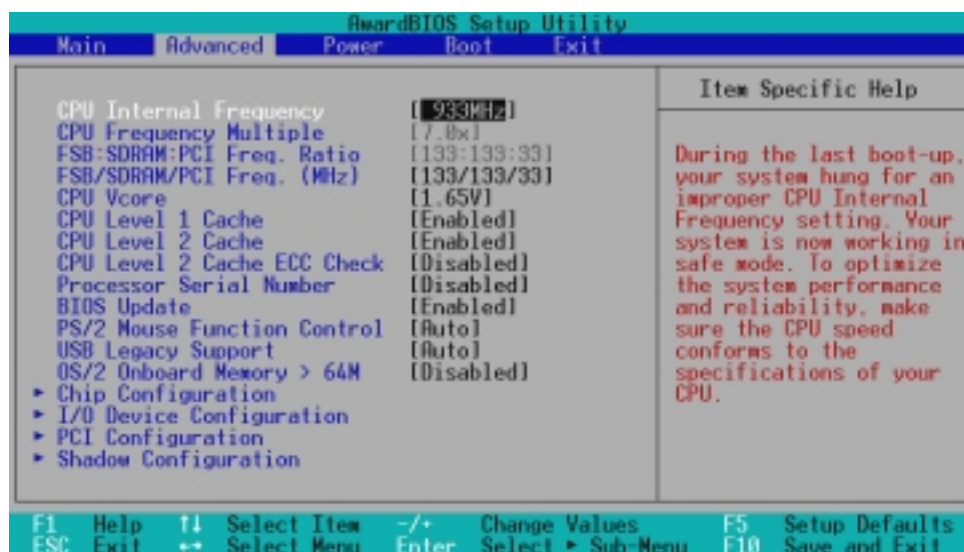 AwardBIOS Setup Utility
Main Advanced Power Boot Exit
Item Specific Help
CPU Internal Frequency [ 933MHz]
CPU Frequency Multiple [7.0x]
FSB:SDRAM:PCI Freq. Ratio [133:133:33]
FSB/SDRAM/PCI Freq. (MHz) [133/133/33]
CPU Vcore [1.65V]
CPU Level 1 Cache [Enabled]
CPU Level 2 Cache [Enabled]
CPU Level 2 Cache ECC Check [Disabled]
Processor Serial Number [Disabled]
BIOS Update [Enabled]
PS/2 Mouse Function Control [Auto]
USB Legacy Support [Auto]
OS/2 Onboard Memory > 64M [Disabled]
► Chip Configuration
► I/O Device Configuration
► PCI Configuration
► Shadow Configuration
During the last boot-up,
your system hung for an
improper CPU Internal
Frequency setting. Your
system is now working in
safe mode. To optimize
the system performance
and reliability, make
sure the CPU speed
conforms to the
specifications of your
CPU.
F1 Help ↑↓ Select Item -/+ Change Values F5 Setup Defaults
ESC Exit ←→ Select Menu Enter Select ► Sub-Menu F10 Save and Exit